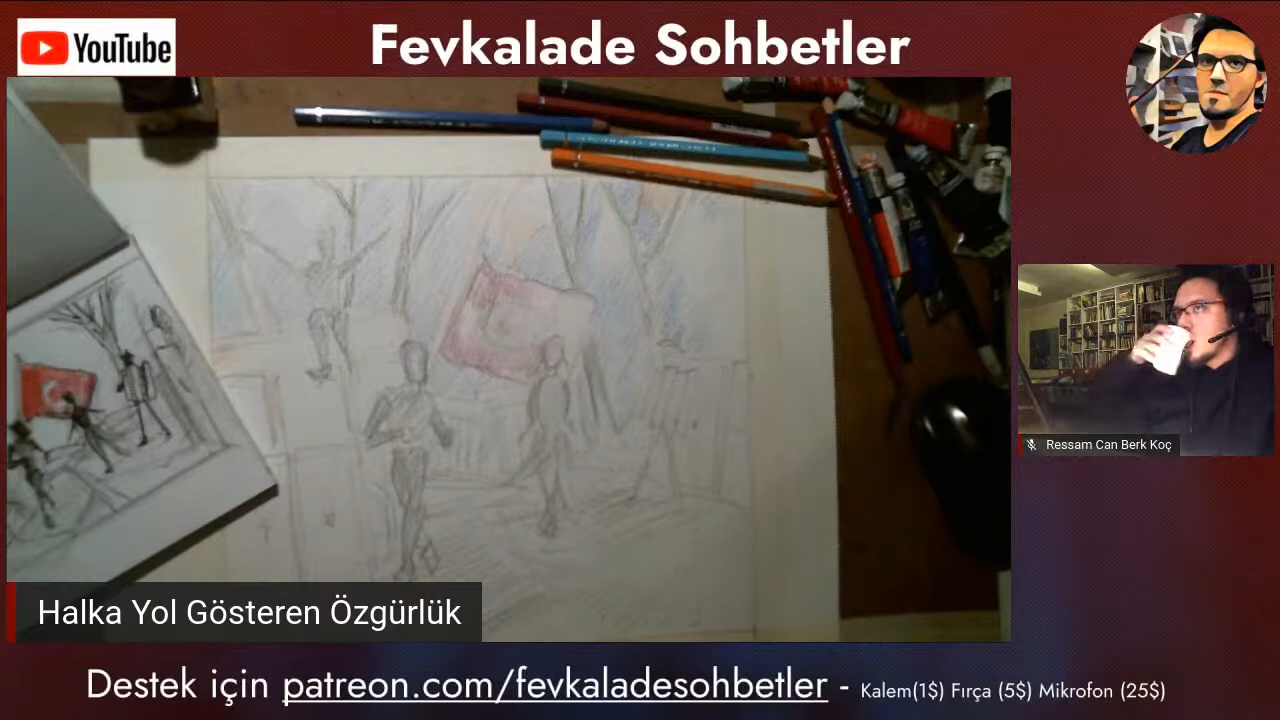 YouTube
Fevkalade Sohbetler
Ressam Can Berk Koç
Halka Yol Gösteren Özgürlük
Destek için patreon.com/fevkaladesohbetler - Kalem(1$) Fırça (5$) Mikrofon (25$)